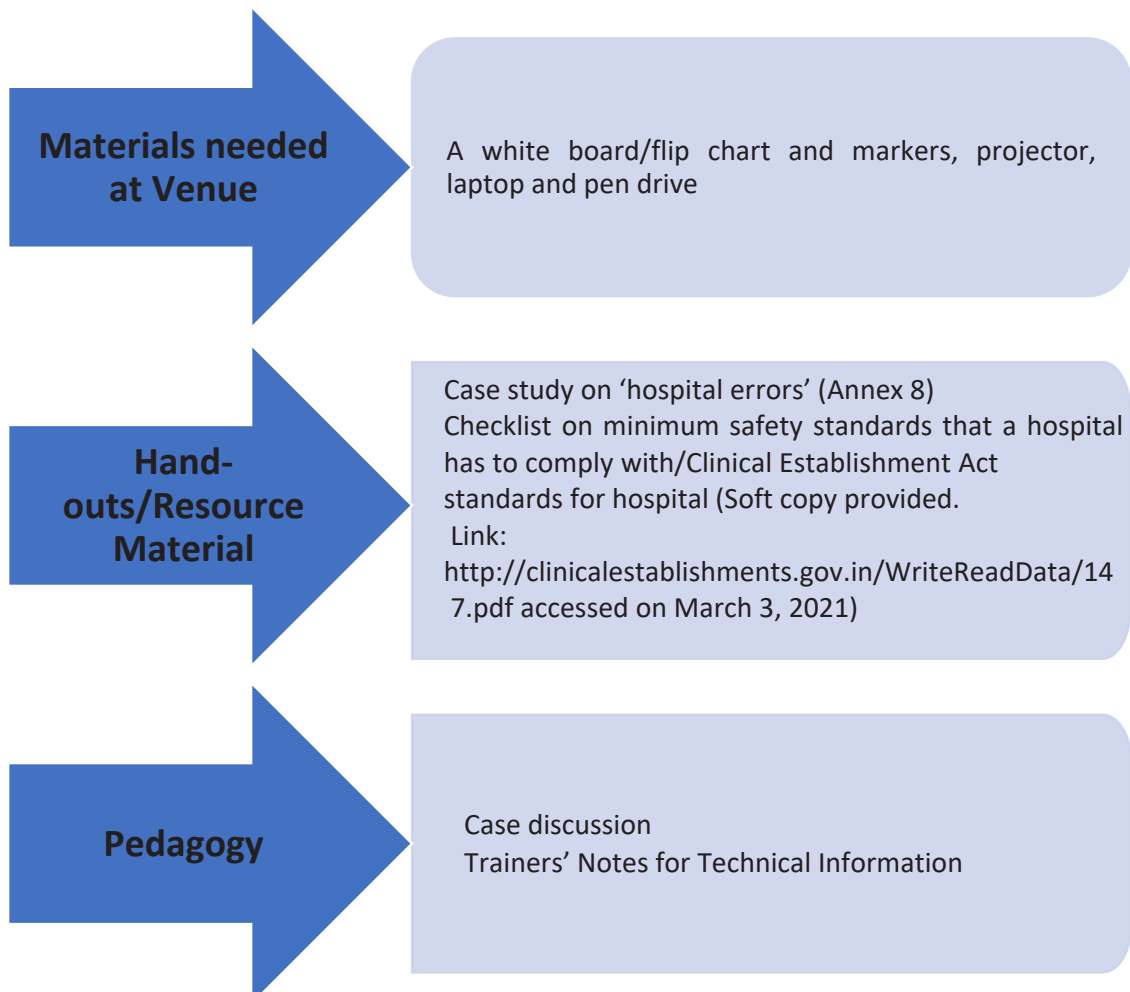 Materials needed
at Venue
A white board/flip chart and markers, projector,
laptop and pen drive
Hand-
outs/Resource
Material
Case study on ‘hospital errors’ (Annex 8)
Checklist on minimum safety standards that a hospital
has to comply with/Clinical Establishment Act
standards for hospital (Soft copy provided.
Link:
http://clinicalestablishments.gov.in/WriteReadData/14
7.pdf accessed on March 3, 2021)
Pedagogy
Case discussion
Trainers’ Notes for Technical Information